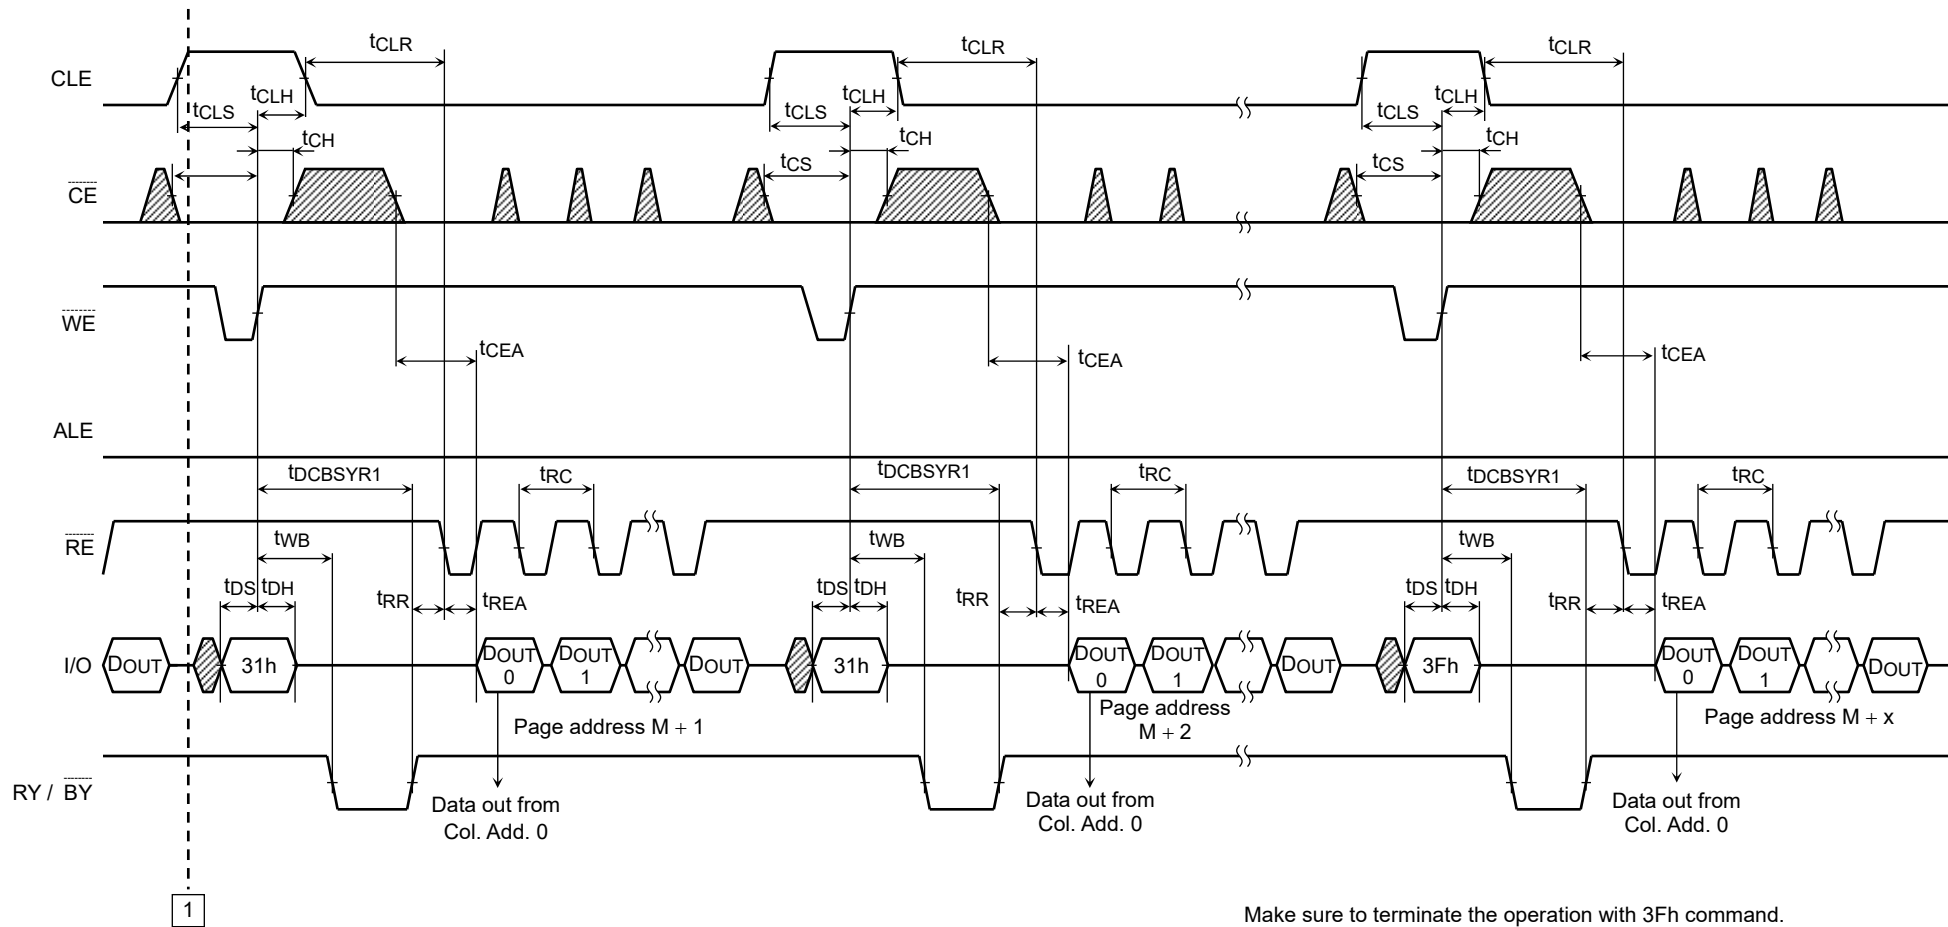 tCLR tCLR tCLR
CLE
tCLH tCLH tCLH
tCLS tCLS tCLS
tCH tCH tCH
tCS tCS
CE
WE
tCEA tCEA tCEA
ALE
tDCBSYR1 tRC tDCBSYR1 tRC tDCBSYR1 tRC
RE
tWB tWB tWB
tDS tDH tDS tDH tDS tDH
tRR tREA tRR tREA tRR tREA
I/O DOUT 31h DOUT 0 DOUT 1 DOUT 31h DOUT 0 DOUT 1 DOUT 3Fh DOUT 0 DOUT 1 DOUT
Page address M + 1
Page address
M + 2
Page address M + x
RY / BY
Data out from
Col. Add. 0
Data out from
Col. Add. 0
Data out from
Col. Add. 0
1
Make sure to terminate the operation with 3Fh command.